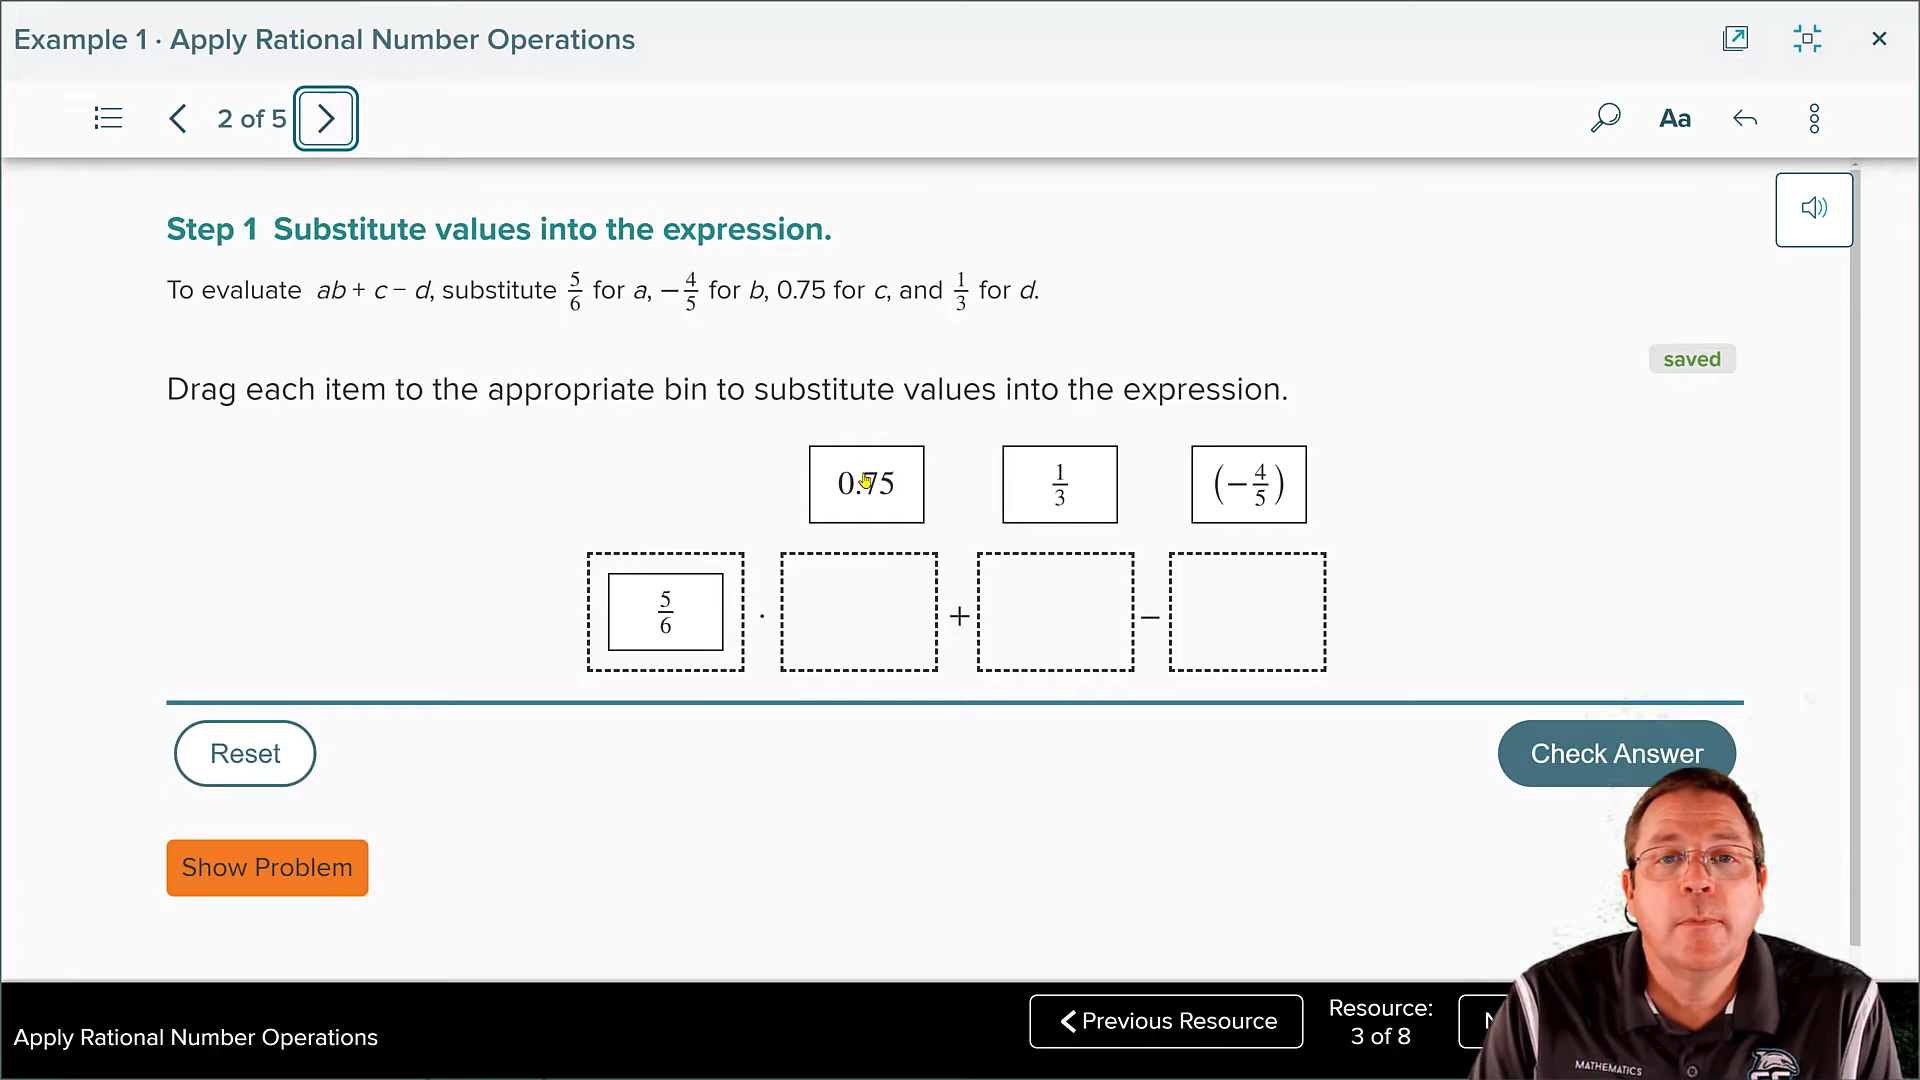 Example 1 · Apply Rational Number Operations
2 of 5
Aa
Step 1 Substitute values into the expression.
To evaluate ab + c − d, substitute 5/6 for a, −4/5 for b, 0.75 for c, and 1/3 for d.
saved
Drag each item to the appropriate bin to substitute values into the expression.
0.75 1/3 (−4/5)
5/6 · + −
Reset
Check Answer
Show Problem
Apply Rational Number Operations
Previous Resource
Resource:
3 of 8
MATHEMATICS